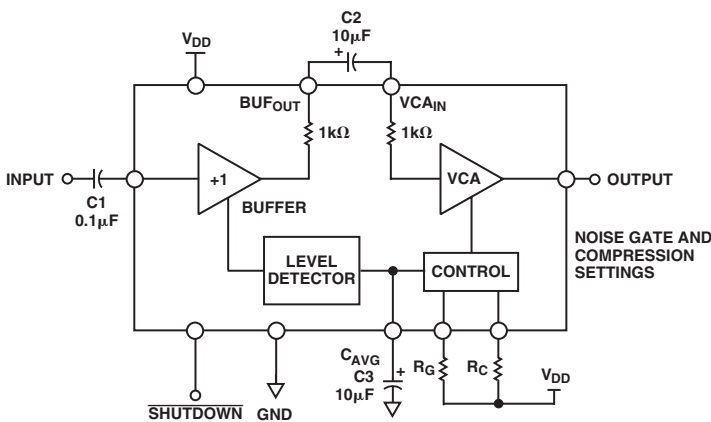 C2
10μF
+
VDD
BUFOUT
VCAIN
1kΩ
1kΩ
INPUT
+1
VCA
OUTPUT
C1
0.1μF
BUFFER
NOISE GATE AND
COMPRESSION
SETTINGS
LEVEL
DETECTOR
CONTROL
CAVG
C3
10μF
+
RG
RC
VDD
SHUTDOWN
GND